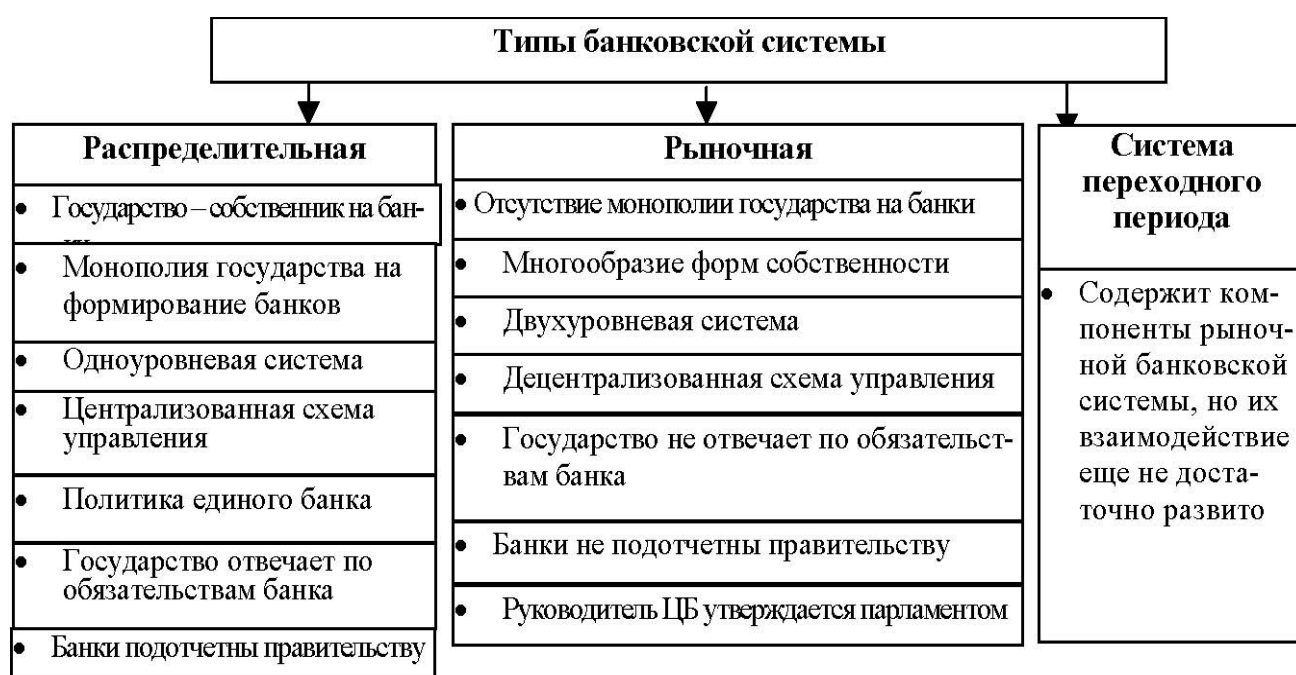 Типы банковской системы
Распределительная
• Государство – собственник на бан-
• Монополия государства на
формирование банков
• Одноуровневая система
• Централизованная схема
управления
• Политика единого банка
• Государство отвечает по
обязательствам банка
• Банки подотчетны правительству
Рыночная
• Отсутствие монополии государства на банки
• Многообразие форм собственности
• Двухуровневая система
• Децентрализованная схема управления
• Государство не отвечает по обязательст-
вам банка
• Банки не подотчетны правительству
• Руководитель ЦБ утверждается парламентом
Система
переходного
периода
• Содержит ком-
поненты рыноч-
ной банковской
системы, но их
взаимодействие
еще не доста-
точно развито